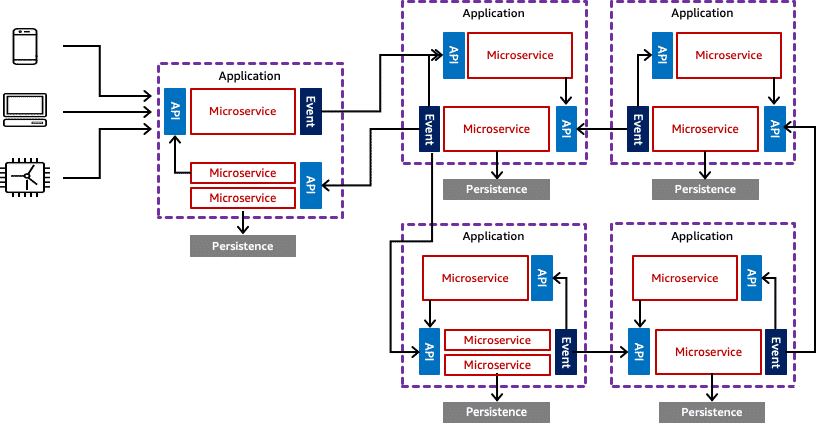 Application
API
Microservice
Event
Microservice
Microservice
API
Persistence
Application
API
Microservice
Event
Microservice
API
Persistence
Application
API
Microservice
Event
Microservice
API
Persistence
Application
Microservice
API
API
Microservice
Microservice
Event
Persistence
Application
Microservice
API
API
Microservice
Event
Persistence